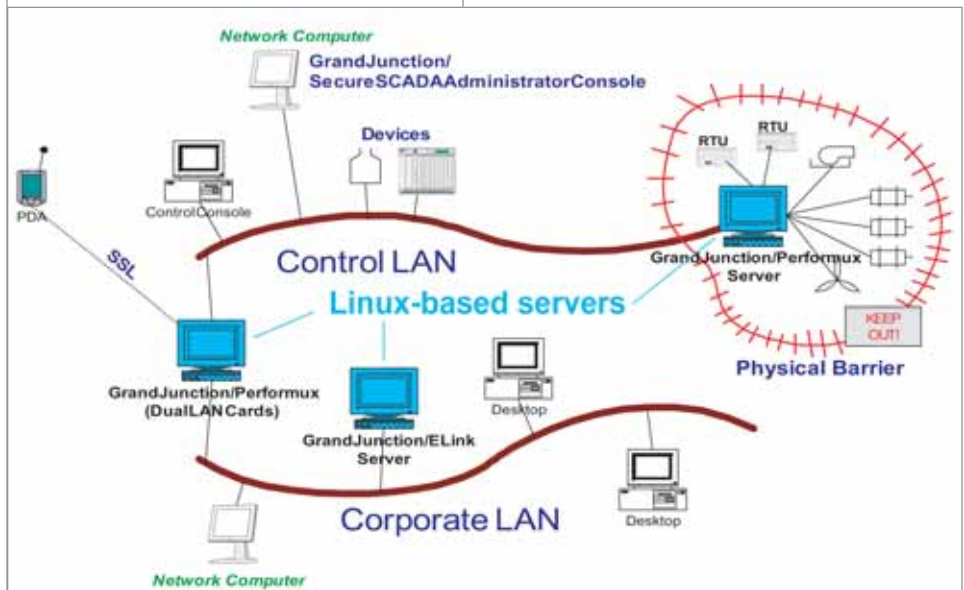 Network Computer
GrandJunction/
SecureSCADAAdministratorConsole
Devices
RTU
RTU
PDA
ControlConsole
SSL
Control LAN
GrandJunction/Performux
Server
Linux-based servers
KEEP
OUT!
Physical Barrier
GrandJunction/Performux
(DualLANCards)
Desktop
GrandJunction/ELink
Server
Corporate LAN
Desktop
Network Computer